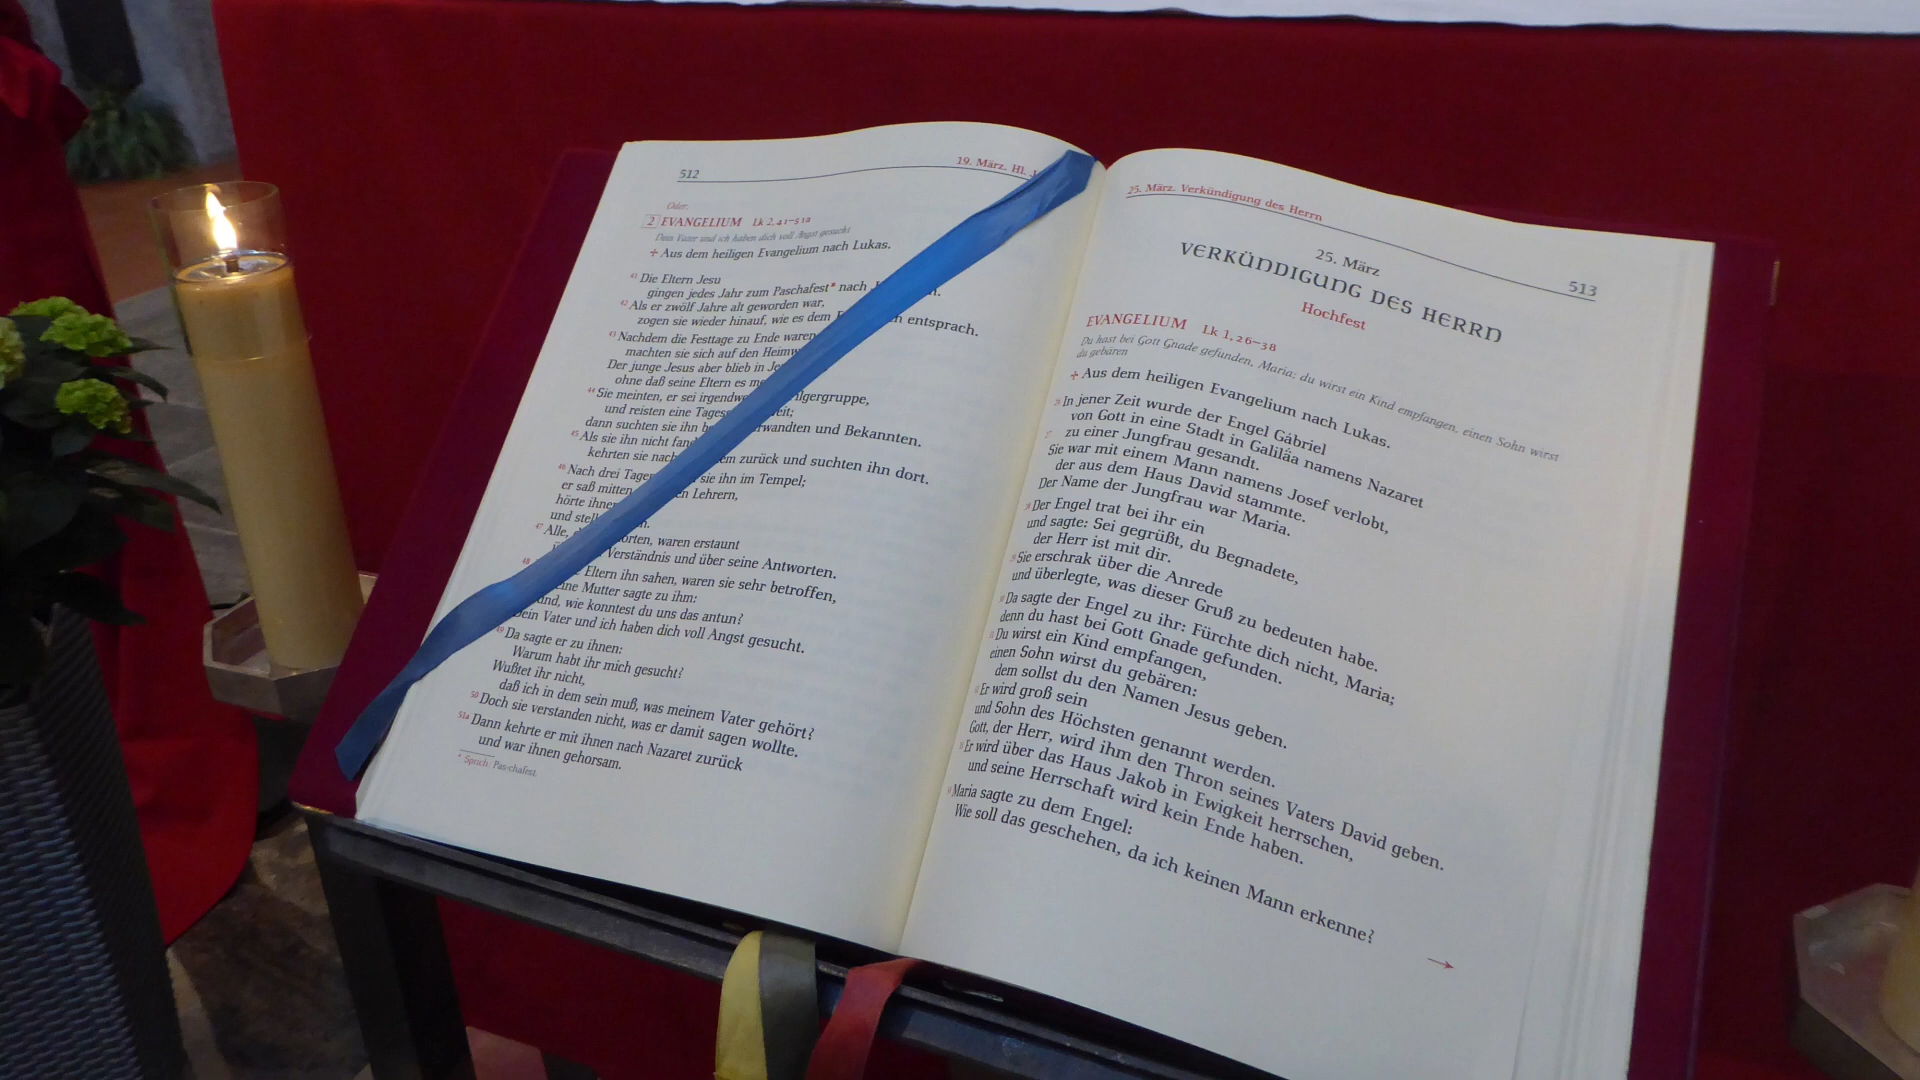 512
19. März. Hl.
Oder:
2 EVANGELIUM Lk 2, 41–51a
Dein Vater und ich haben dich voll Angst gesucht
+ Aus dem heiligen Evangelium nach Lukas.
41 Die Eltern Jesu
gingen jedes Jahr zum Paschafest* nach
42 Als er zwölf Jahre alt geworden war,
zogen sie wieder hinauf, wie es dem entsprach.
43 Nachdem die Festtage zu Ende waren
machten sie sich auf den
Der junge Jesus aber blieb in
ohne daß seine Eltern es
44 Sie meinten, er sei
und reisten eine
dann suchten sie ihn und Bekannten.
45 Als sie ihn nicht
kehrten sie zurück und suchten ihn dort.
46 Nach drei sie ihn im Tempel;
er saß mitten Lehrern,
hörte
und
47 Alle, waren erstaunt
Verständnis und über seine Antworten.
48 Eltern ihn sahen, waren sie sehr betroffen,
Mutter sagte zu ihm:
wie konntest du uns das antun?
Dein Vater und ich haben dich voll Angst gesucht.
49 Da sagte er zu ihnen:
Warum habt ihr mich gesucht?
Wußtet ihr nicht,
daß ich in dem sein muß, was meinem Vater gehört?
50 Doch sie verstanden nicht, was er damit sagen wollte.
51a Dann kehrte er mit ihnen nach Nazaret zurück
und war ihnen gehorsam.
* Sprich: Pas-chafest.
25. März. Verkündigung des Herrn
513
25. März
VERKÜNDIGUNG DES HERRN
Hochfest
EVANGELIUM Lk 1, 26–38
Du hast bei Gott Gnade gefunden, Maria; du wirst ein Kind empfangen, einen Sohn wirst
du gebären
+ Aus dem heiligen Evangelium nach Lukas.
26 In jener Zeit wurde der Engel Gábriel
von Gott in eine Stadt in Galiläa namens Nazaret
27 zu einer Jungfrau gesandt.
Sie war mit einem Mann namens Josef verlobt,
der aus dem Haus David stammte.
Der Name der Jungfrau war Maria.
28 Der Engel trat bei ihr ein
und sagte: Sei gegrüßt, du Begnadete,
der Herr ist mit dir.
29 Sie erschrak über die Anrede
und überlegte, was dieser Gruß zu bedeuten habe.
30 Da sagte der Engel zu ihr: Fürchte dich nicht, Maria;
denn du hast bei Gott Gnade gefunden.
31 Du wirst ein Kind empfangen,
einen Sohn wirst du gebären:
dem sollst du den Namen Jesus geben.
32 Er wird groß sein
und Sohn des Höchsten genannt werden.
Gott, der Herr, wird ihm den Thron seines Vaters David geben.
33 Er wird über das Haus Jakob in Ewigkeit herrschen,
und seine Herrschaft wird kein Ende haben.
34 Maria sagte zu dem Engel:
Wie soll das geschehen, da ich keinen Mann erkenne?
→